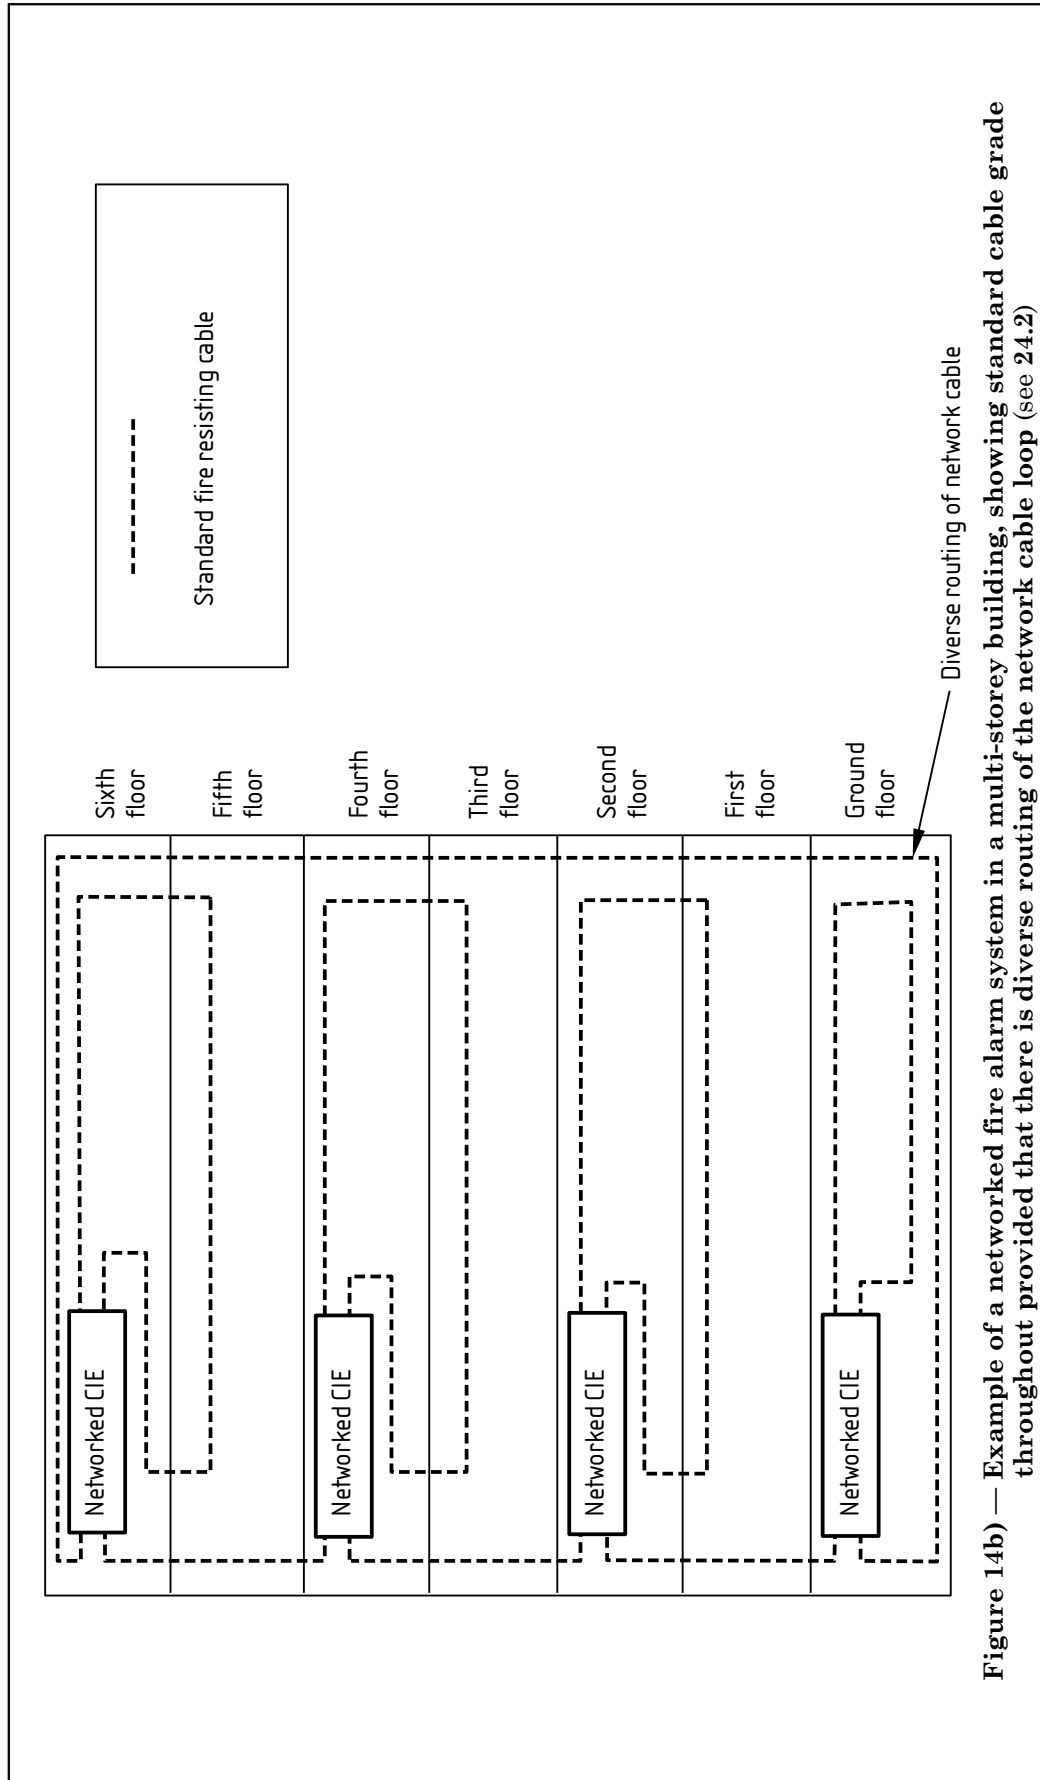 Standard fire resisting cable
Sixth
floor
Fifth
floor
Fourth
floor
Third
floor
Second
floor
First
floor
Ground
floor
Networked CIE
Networked CIE
Networked CIE
Networked CIE
Diverse routing of network cable
Figure 14b) — Example of a networked fire alarm system in a multi-storey building, showing standard cable grade
throughout provided that there is diverse routing of the network cable loop (see 24.2)